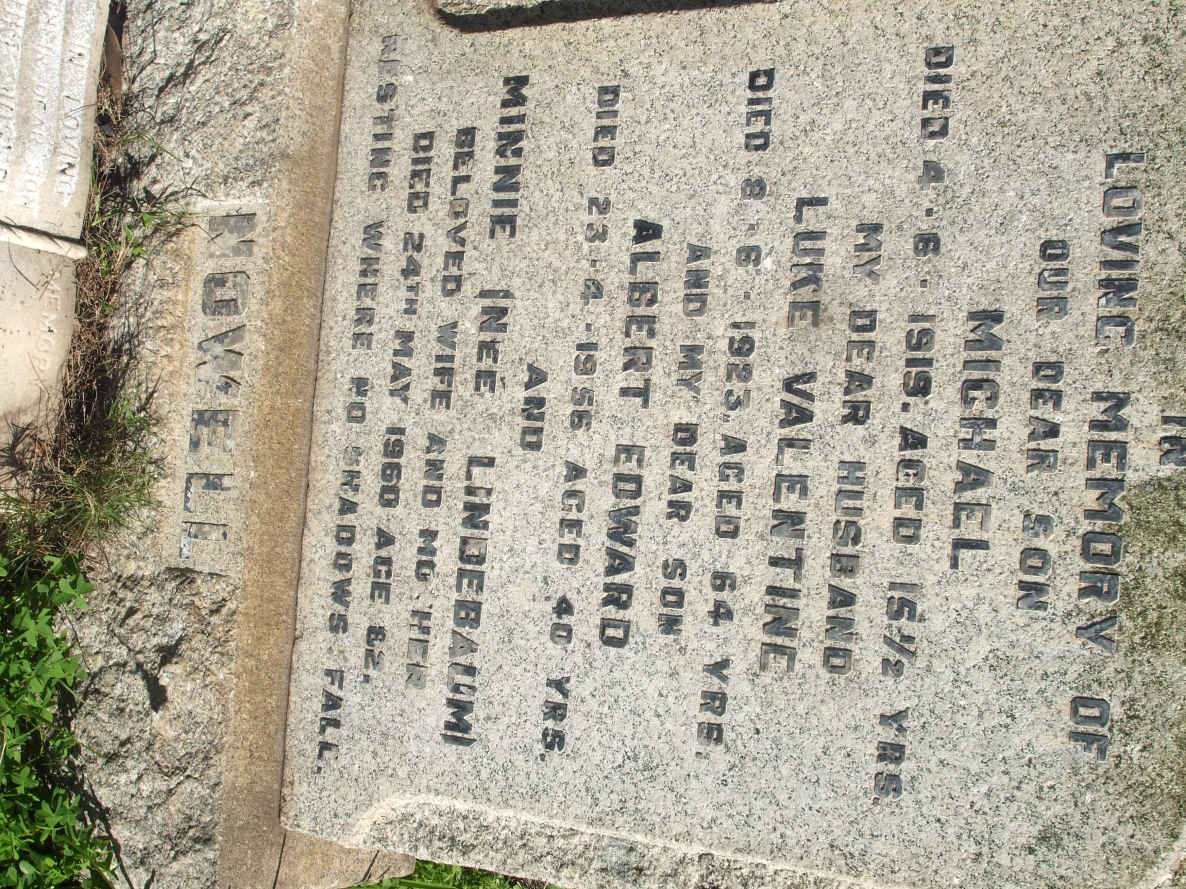 IN
LOVING MEMORY OF
OUR DEAR SON
MICHAEL
DIED 4.6.1919. AGED 15½ YRS.
MY DEAR HUSBAND
LUKE VALENTINE
DIED 8.6.1923. AGED 64 YRS.
AND MY DEAR SON
ALBERT EDWARD
DIED 23.4.1956 AGED 40 YRS.
AND
MINNIE (NEE LINDEBAUM)
BELOVED WIFE AND MOTHER
DIED 24TH MAY 1960 AGE 82.
RESTING WHERE NO SHADOWS FALL.
NOWELL
LOVING